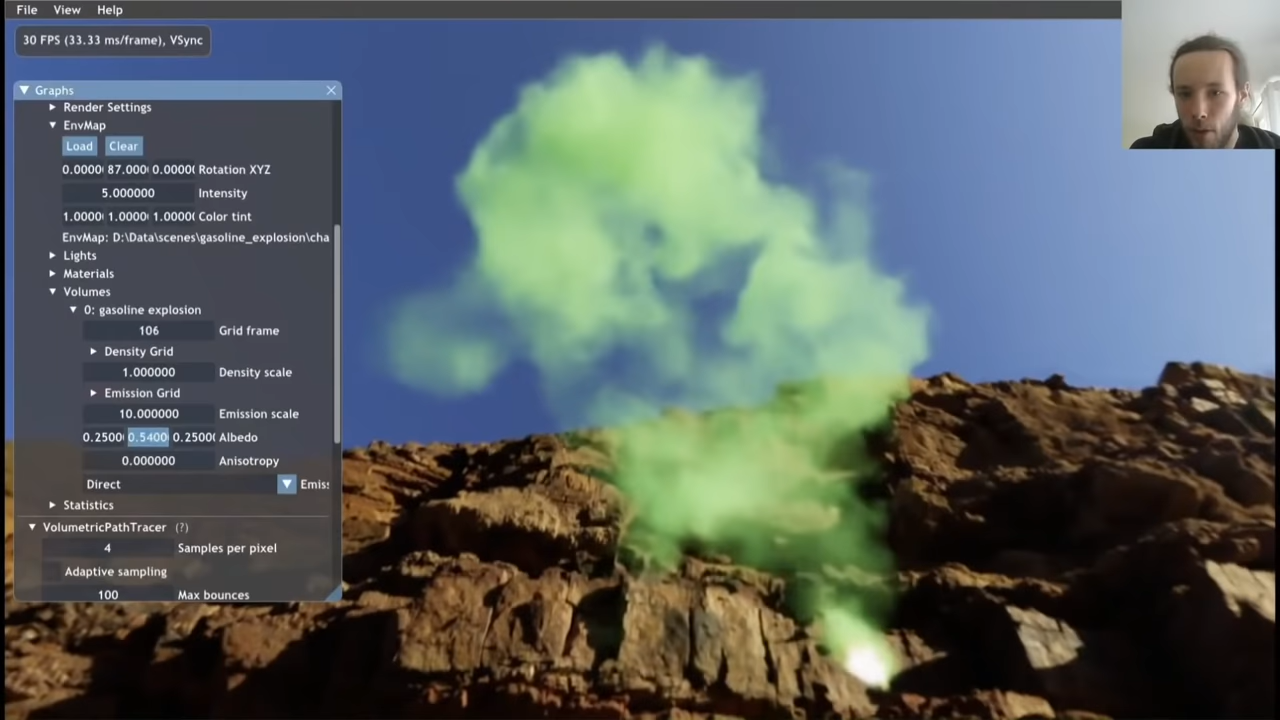 File View Help
30 FPS (33.33 ms/frame), VSync
Graphs
Render Settings
EnvMap
Load Clear
0.0000 87.000 0.0000 Rotation XYZ
5.000000 Intensity
1.0000 1.0000 1.0000 Color tint
EnvMap: D:\Data\scenes\gasoline_explosion\cha
Lights
Materials
Volumes
0: gasoline explosion
106 Grid frame
Density Grid
1.000000 Density scale
Emission Grid
10.000000 Emission scale
0.2500 0.5400 0.2500 Albedo
0.000000 Anisotropy
Direct Emiss
Statistics
VolumetricPathTracer (?)
4 Samples per pixel
Adaptive sampling
100 Max bounces